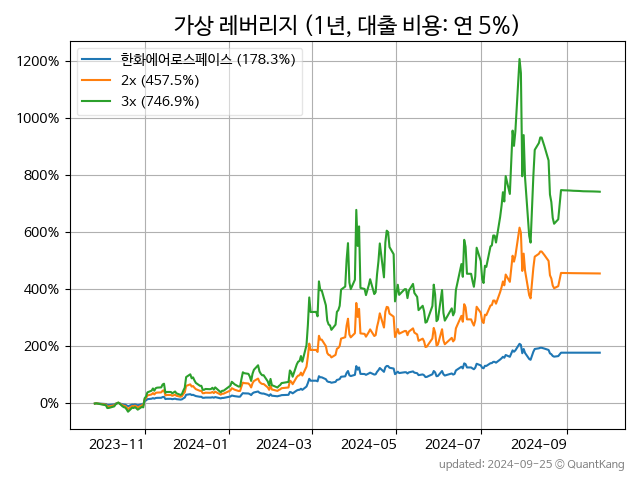 가상 레버리지 (1년, 대출 비용: 연 5%)
한화에어로스페이스 (178.3%)
2x (457.5%)
3x (746.9%)
1200%
1000%
800%
600%
400%
200%
0%
2023-11
2024-01
2024-03
2024-05
2024-07
2024-09
updated: 2024-09-25 © QuantKang